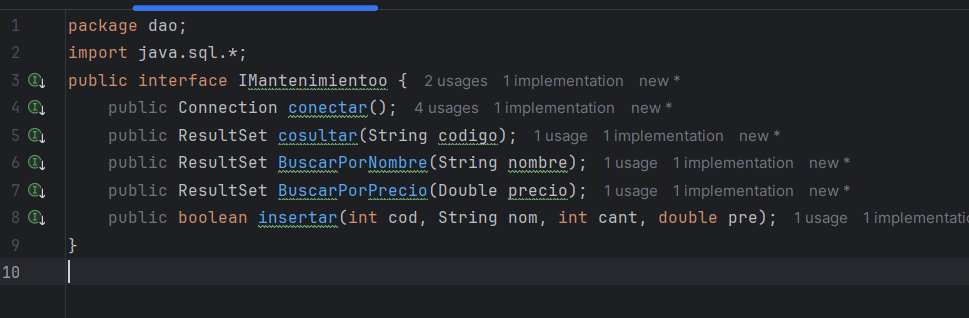 1 package dao;
2 import java.sql.*;
3 public interface IMantenimientoo { 2 usages 1 implementation new *
4 public Connection conectar(); 4 usages 1 implementation new *
5 public ResultSet cosultar(String codigo); 1 usage 1 implementation new *
6 public ResultSet BuscarPorNombre(String nombre); 1 usage 1 implementation new *
7 public ResultSet BuscarPorPrecio(Double precio); 1 usage 1 implementation new *
8 public boolean insertar(int cod, String nom, int cant, double pre); 1 usage 1 implementatio
9 }
10